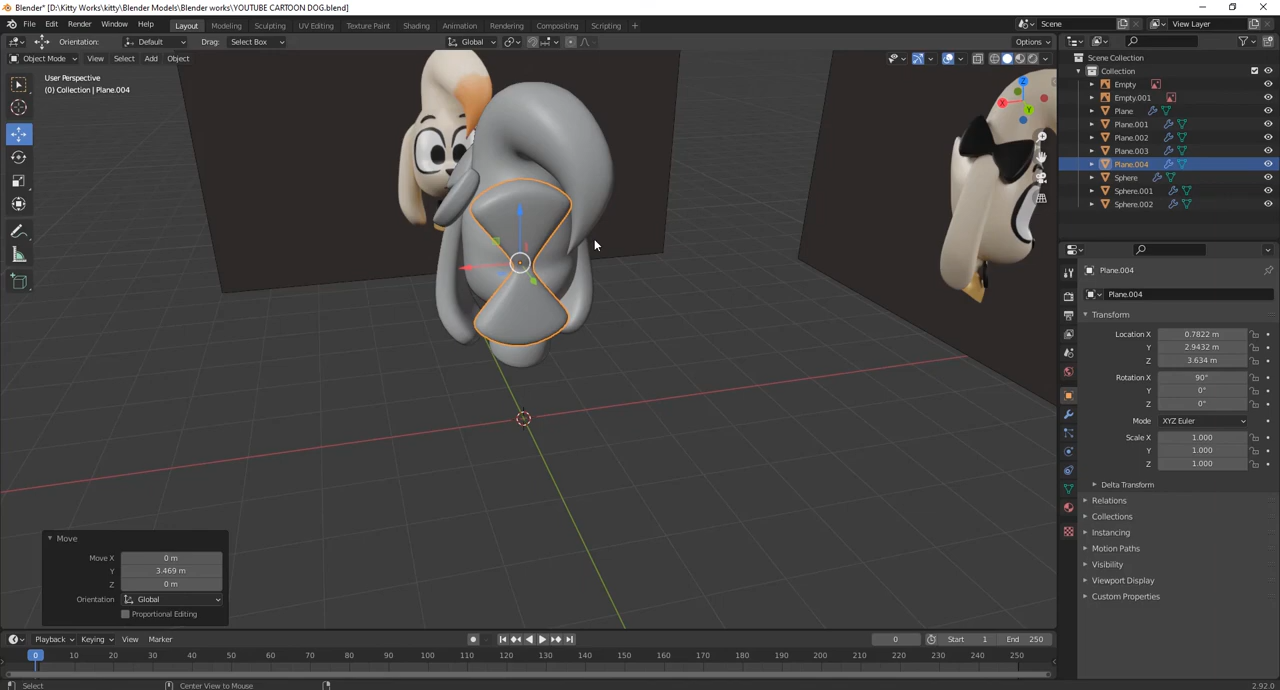 Blender* [D:\Kitty Works\kitty\Blender Models\Blender works\YOUTUBE CARTOON DOG.blend]
File Edit Render Window Help Layout Modeling Sculpting UV Editing Texture Paint Shading Animation Rendering Compositing Scripting + Scene View Layer
Orientation: Default Drag: Select Box Global Options
Object Mode View Select Add Object
User Perspective
(0) Collection | Plane.004
Scene Collection
Collection
Empty
Empty.001
Plane
Plane.001
Plane.002
Plane.003
Plane.004
Sphere
Sphere.001
Sphere.002
Z
X
Y
Plane.004
Plane.004
Transform
Location X 0.7822 m
Y 2.9432 m
Z 3.634 m
Rotation X 90°
Y 0°
Z 0°
Mode XYZ Euler
Scale X 1.000
Y 1.000
Z 1.000
Delta Transform
Relations
Collections
Instancing
Motion Paths
Visibility
Viewport Display
Custom Properties
Move
Move X 0 m
Y 3.469 m
Z 0 m
Orientation Global
Proportional Editing
Playback Keying View Marker 0 Start 1 End 250
0 10 20 30 40 50 60 70 80 90 100 110 120 130 140 150 160 170 180 190 200 210 220 230 240 250
Select Center View to Mouse 2.92.0